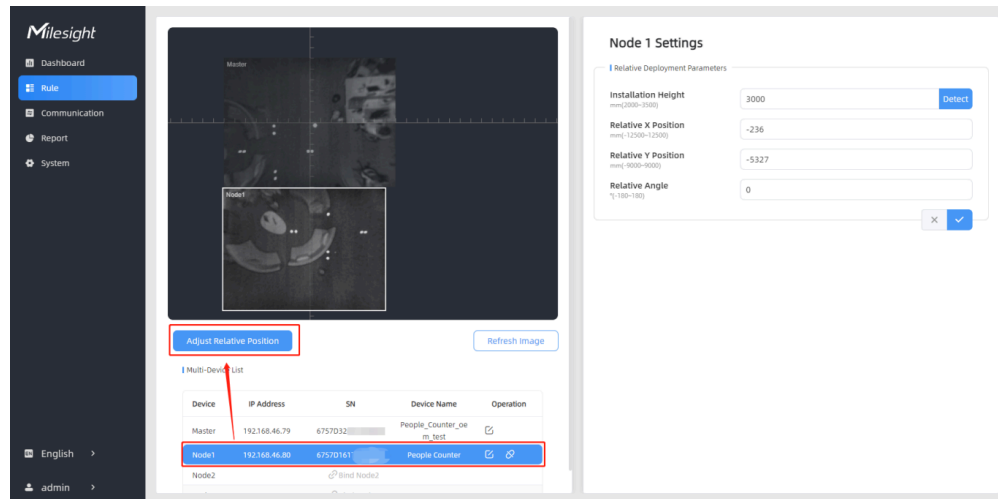 Milesight
Dashboard
Rule
Communication
Report
System
English
admin
Master
Node1
Adjust Relative Position
Refresh Image
Multi-Device List
Device IP Address SN Device Name Operation
Master 192.168.46.79 6757D32 People_Counter_oe
m_test
Node1 192.168.46.80 6757D161 People Counter
Node2 Bind Node2
Node 1 Settings
Relative Deployment Parameters
Installation Height
mm(2000~3500)
3000
Detect
Relative X Position
mm(-12500~12500)
-236
Relative Y Position
mm(-9000~9000)
-5327
Relative Angle
°(-180~180)
0